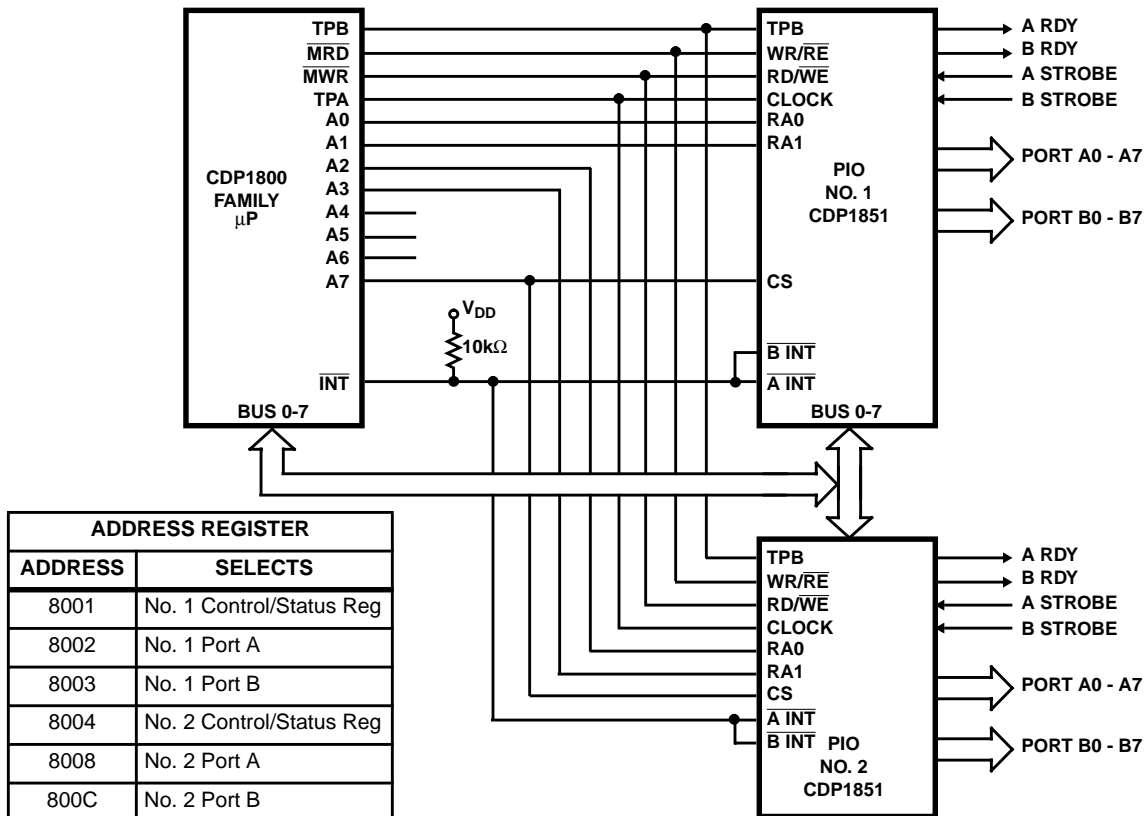 TPB
MRD
MWR
TPA
A0
A1
A2
A3
A4
A5
A6
A7
INT
CDP1800
FAMILY
μP
BUS 0-7
VDD
10kΩ
TPB
WR/RE
RD/WE
CLOCK
RA0
RA1
CS
B INT
A INT
PIO
NO. 1
CDP1851
BUS 0-7
A RDY
B RDY
A STROBE
B STROBE
PORT A0 - A7
PORT B0 - B7
TPB
WR/RE
RD/WE
CLOCK
RA0
RA1
CS
A INT
B INT
PIO
NO. 2
CDP1851
A RDY
B RDY
A STROBE
B STROBE
PORT A0 - A7
PORT B0 - B7
ADDRESS REGISTER
ADDRESS SELECTS
8001 No. 1 Control/Status Reg
8002 No. 1 Port A
8003 No. 1 Port B
8004 No. 2 Control/Status Reg
8008 No. 2 Port A
800C No. 2 Port B